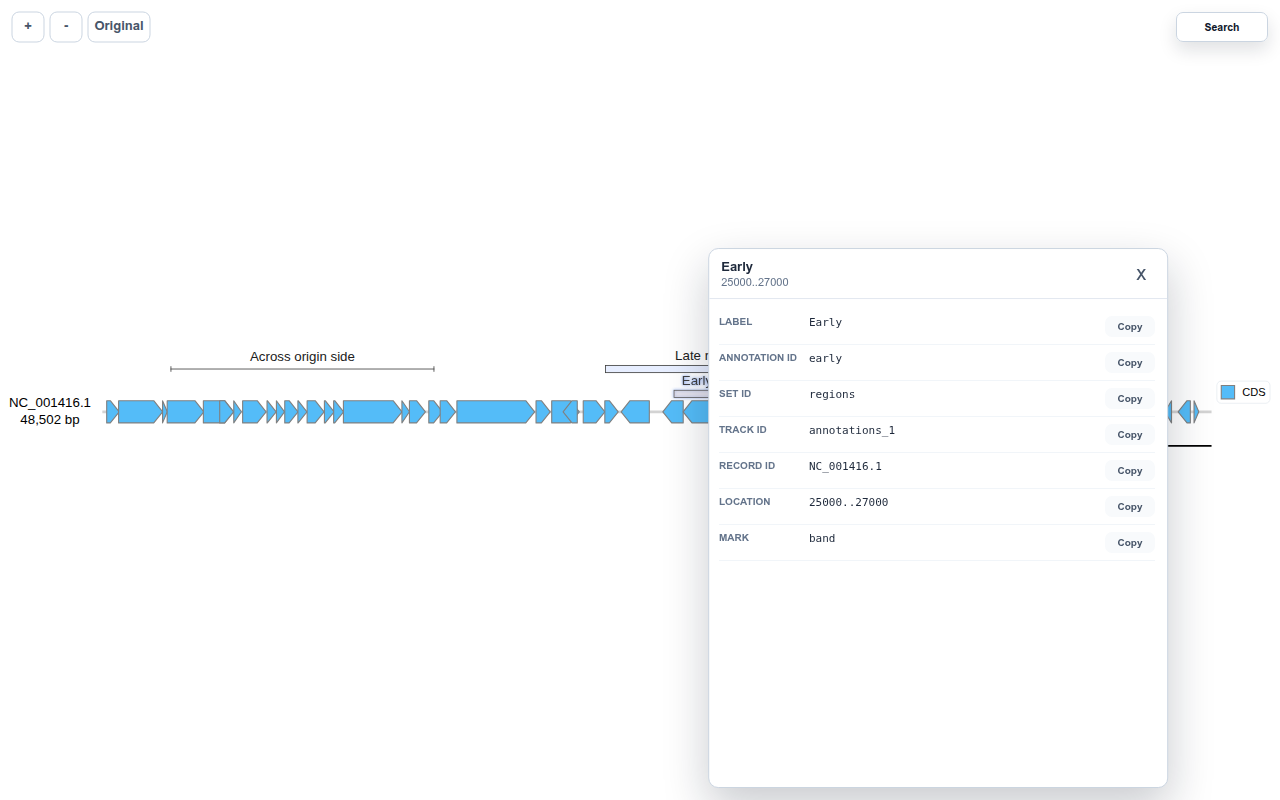 +
-
Original
Search
Early
25000..27000
X
LABEL
Early
Copy
ANNOTATION ID
early
Copy
SET ID
regions
Copy
TRACK ID
annotations_1
Copy
RECORD ID
NC_001416.1
Copy
LOCATION
25000..27000
Copy
MARK
band
Copy
Across origin side
Late
Early
NC_001416.1
48,502 bp
CDS